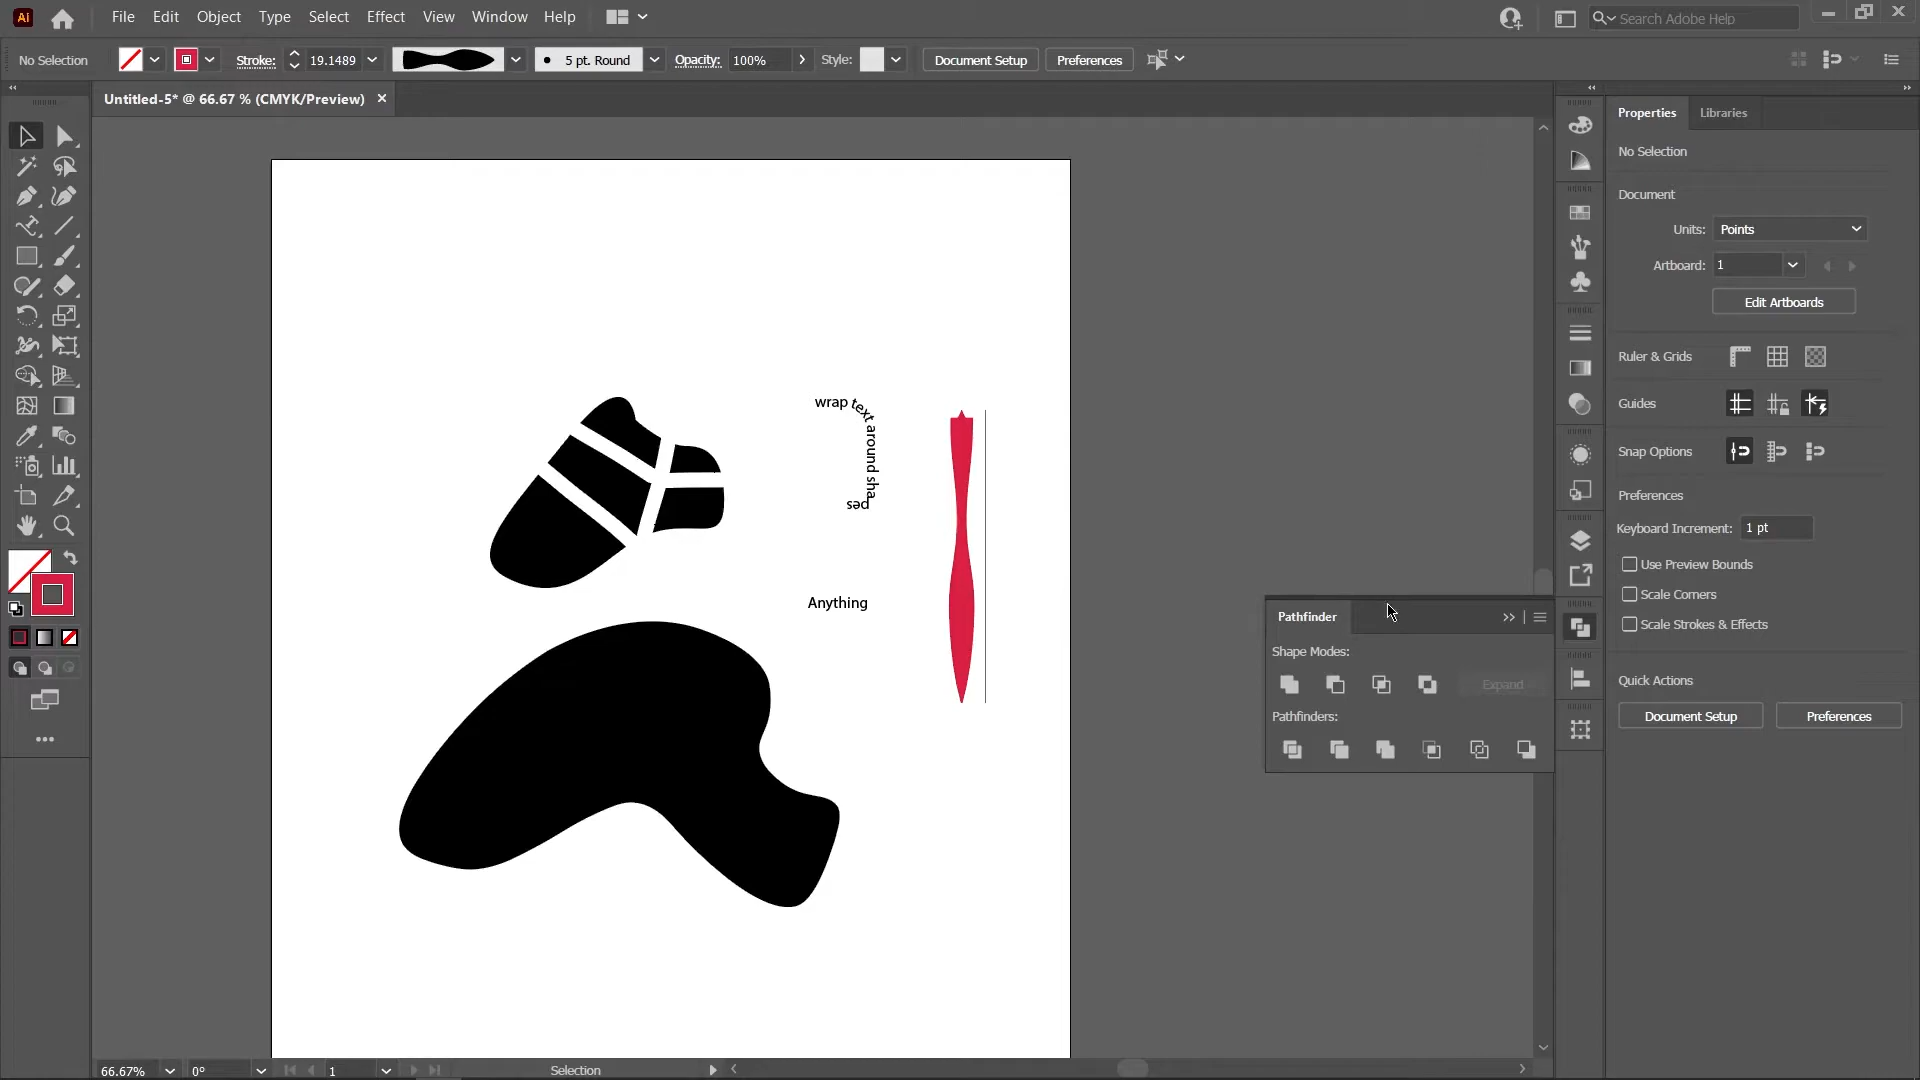 Ai File Edit Object Type Select Effect View Window Help Search Adobe Help
No Selection Stroke: 19.1489 5 pt. Round Opacity: 100% Style: Document Setup Preferences
Untitled-5* @ 66.67 % (CMYK/Preview)
Properties Libraries
No Selection
Document
Units: Points
Artboard: 1
Edit Artboards
Ruler & Grids
Guides
Snap Options
Preferences
Keyboard Increment: 1 pt
Use Preview Bounds
Scale Corners
Scale Strokes & Effects
Quick Actions
Document Setup Preferences
wrap text around shapes
Anything
Pathfinder
Shape Modes:
Expand
Pathfinders:
66.67% 0° 1 Selection